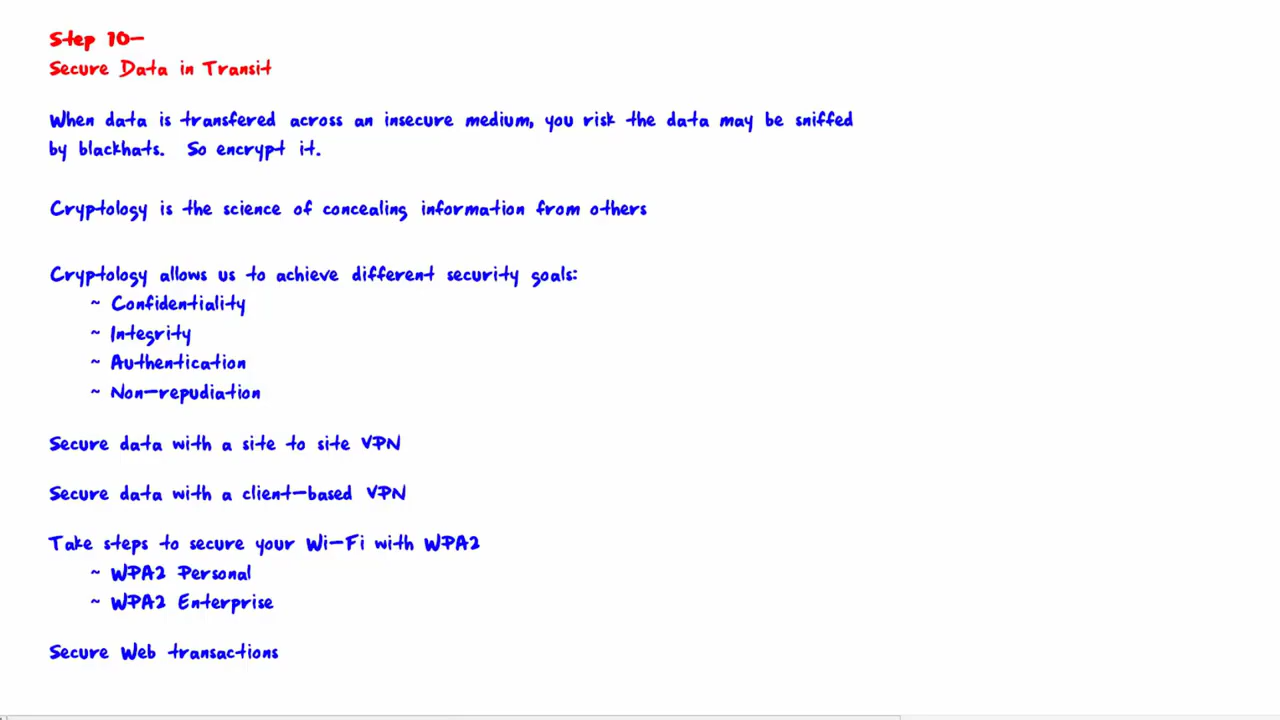 Step 10-
Secure Data in Transit
When data is transfered across an insecure medium, you risk the data may be sniffed
by blackhats. So encrypt it.
Cryptology is the science of concealing information from others
Cryptology allows us to achieve different security goals:
~ Confidentiality
~ Integrity
~ Authentication
~ Non-repudiation
Secure data with a site to site VPN
Secure data with a client-based VPN
Take steps to secure your Wi-Fi with WPA2
~ WPA2 Personal
~ WPA2 Enterprise
Secure Web transactions